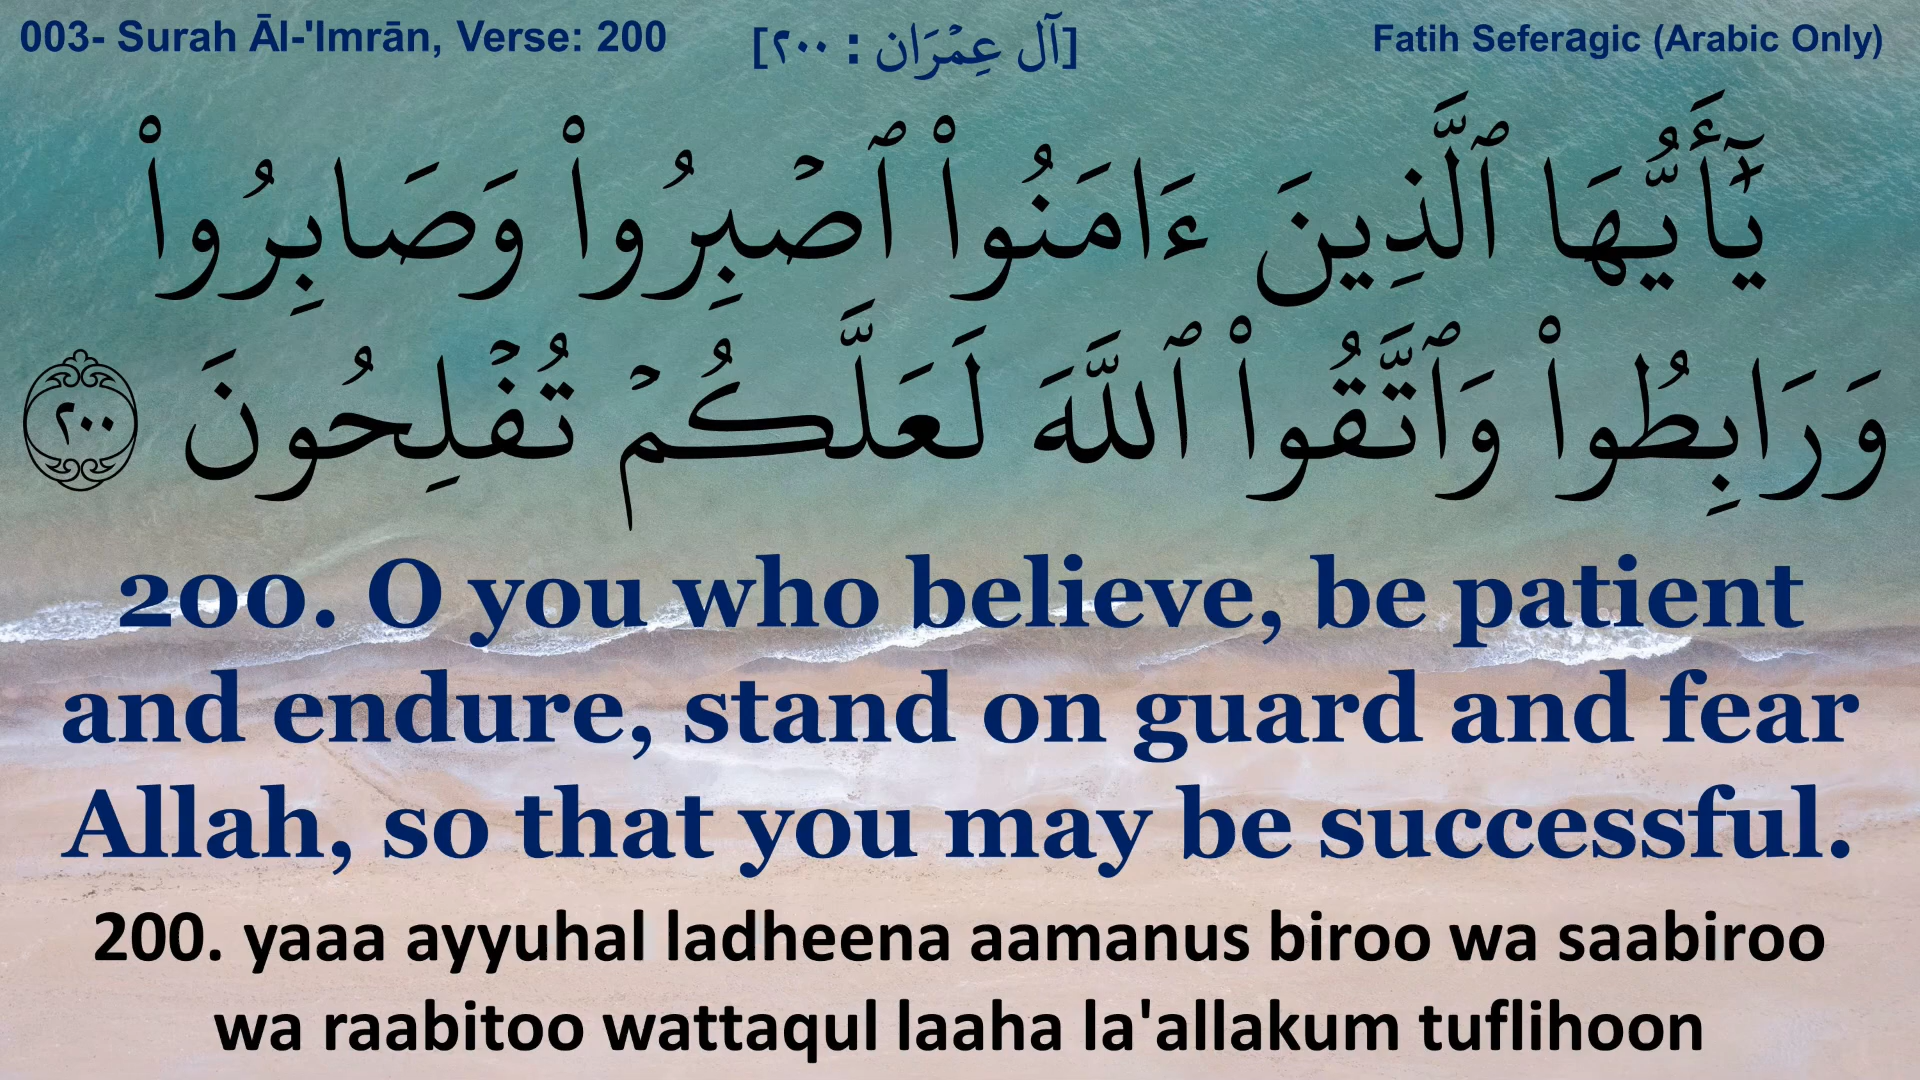 003- Surah Āl-'Imrān, Verse: 200
[آل عِمۡرَان : ٢٠٠]
Fatih Seferagic (Arabic Only)
يَٰٓأَيُّهَا ٱلَّذِينَ ءَامَنُواْ ٱصۡبِرُواْ وَصَابِرُواْ
وَرَابِطُواْ وَٱتَّقُواْ ٱللَّهَ لَعَلَّكُمۡ تُفۡلِحُونَ ٢٠٠
200. O you who believe, be patient
and endure, stand on guard and fear
Allah, so that you may be successful.
200. yaaa ayyuhal ladheena aamanus biroo wa saabiroo
wa raabitoo wattaqul laaha la'allakum tuflihoon